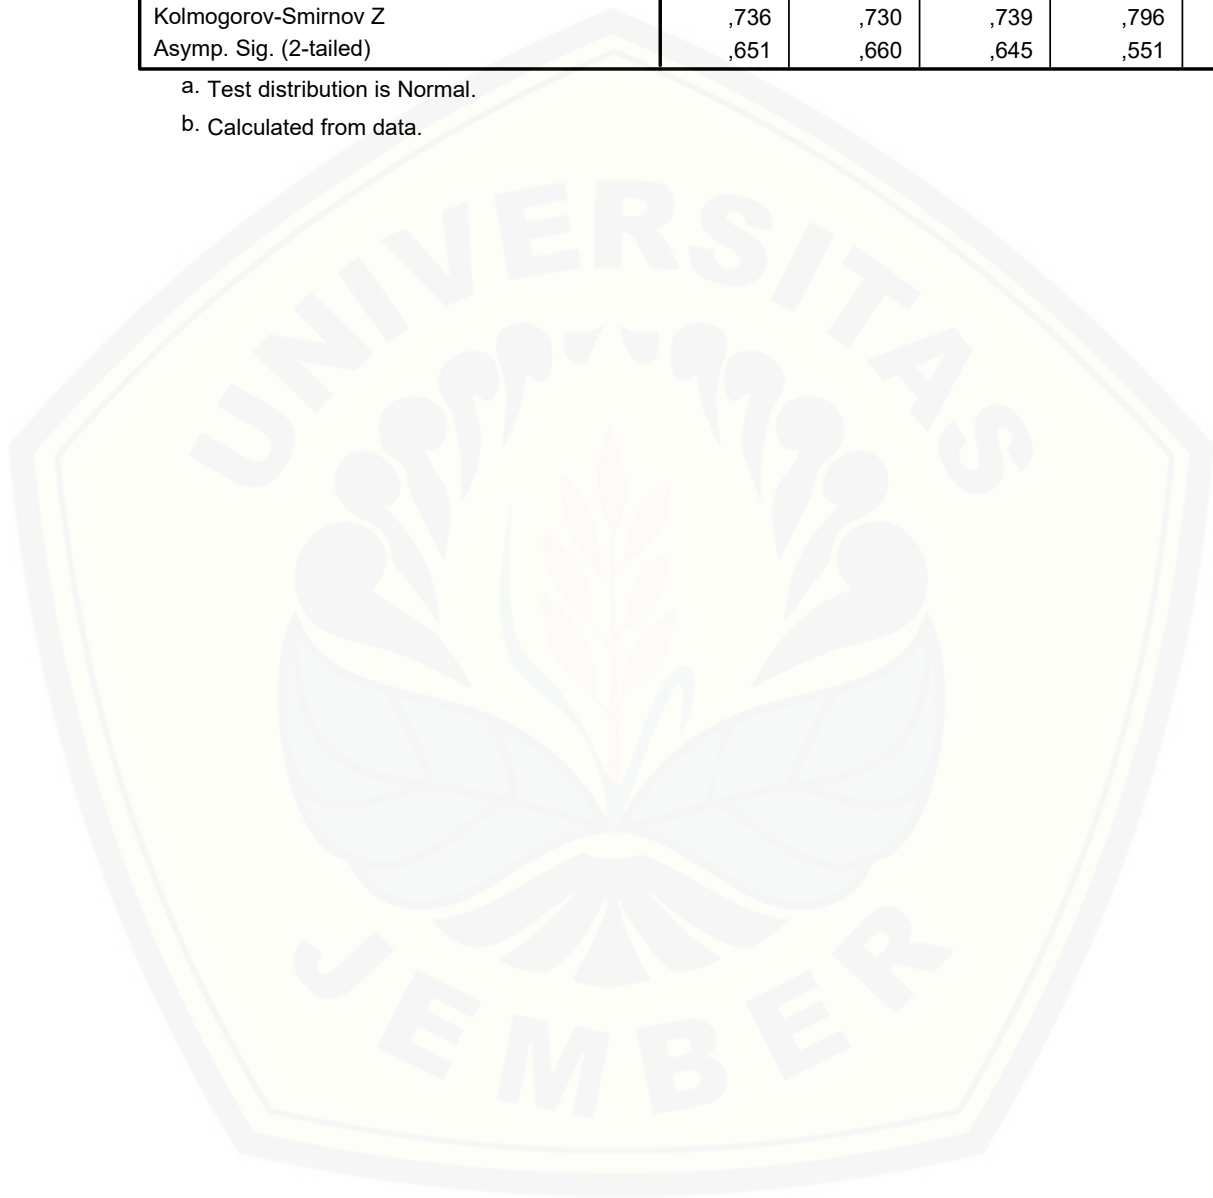 Kolmogorov-Smirnov Z ,736 ,730 ,739 ,796
Asymp. Sig. (2-tailed) ,651 ,660 ,645 ,551
a. Test distribution is Normal.
b. Calculated from data.
UNIVERSITAS
JEMBER